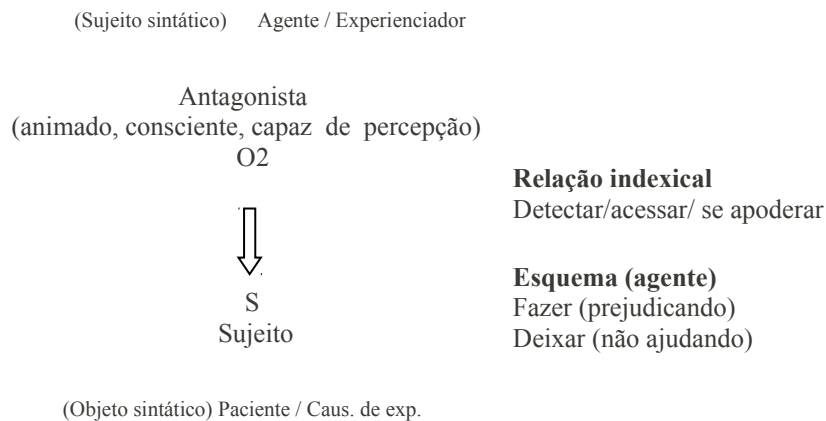 (Sujeito sintático) Agente / Experienciador
Antagonista
(animado, consciente, capaz de percepção)
O2
Relação indexical
Detectar/acessar/ se apoderar
Esquema (agente)
S
Fazer (prejudicando)
Sujeito
Deixar (não ajudando)
(Objeto sintático) Paciente / Caus. de exp.